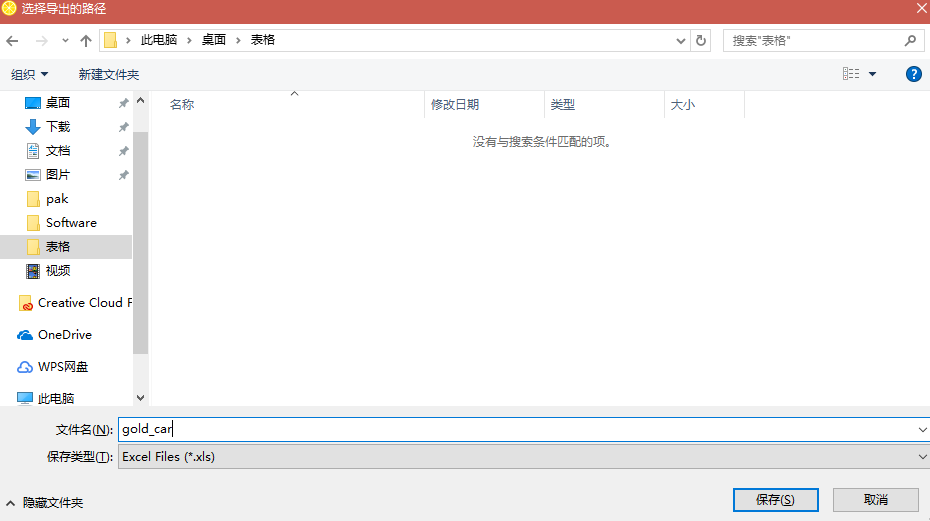 选择导出的路径
此电脑 桌面 表格
搜索"表格"
组织 新建文件夹
名称 修改日期 类型 大小
没有与搜索条件匹配的项。
桌面
下载
文档
图片
pak
Software
表格
视频
Creative Cloud F
OneDrive
WPS网盘
此电脑
文件名(N): gold_car
保存类型(T): Excel Files (*.xls)
隐藏文件夹
保存(S) 取消